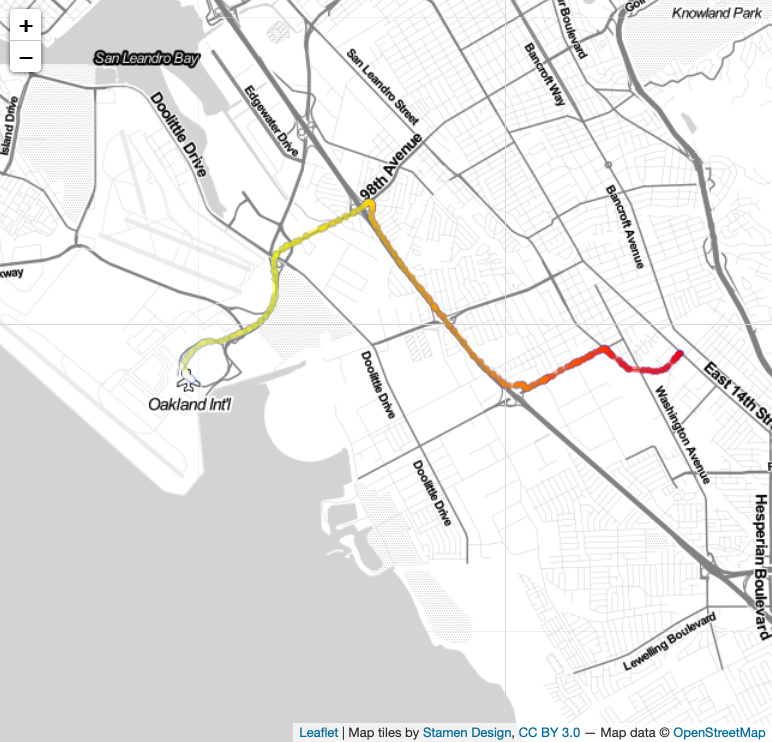 +
−
San Leandro Bay
Knowland Park
Island Drive
Doolittle Drive
Edgewater Drive
San Leandro Street
98th Avenue
Bancroft Way
Boulevard
Bancroft Avenue
kway
Oakland Int'l
Doolittle Drive
Doolittle Drive
Washington Avenue
East 14th Str
Hesperian Boulevard
Lewelling Boulevard
Leaflet | Map tiles by Stamen Design, CC BY 3.0 — Map data © OpenStreetMap